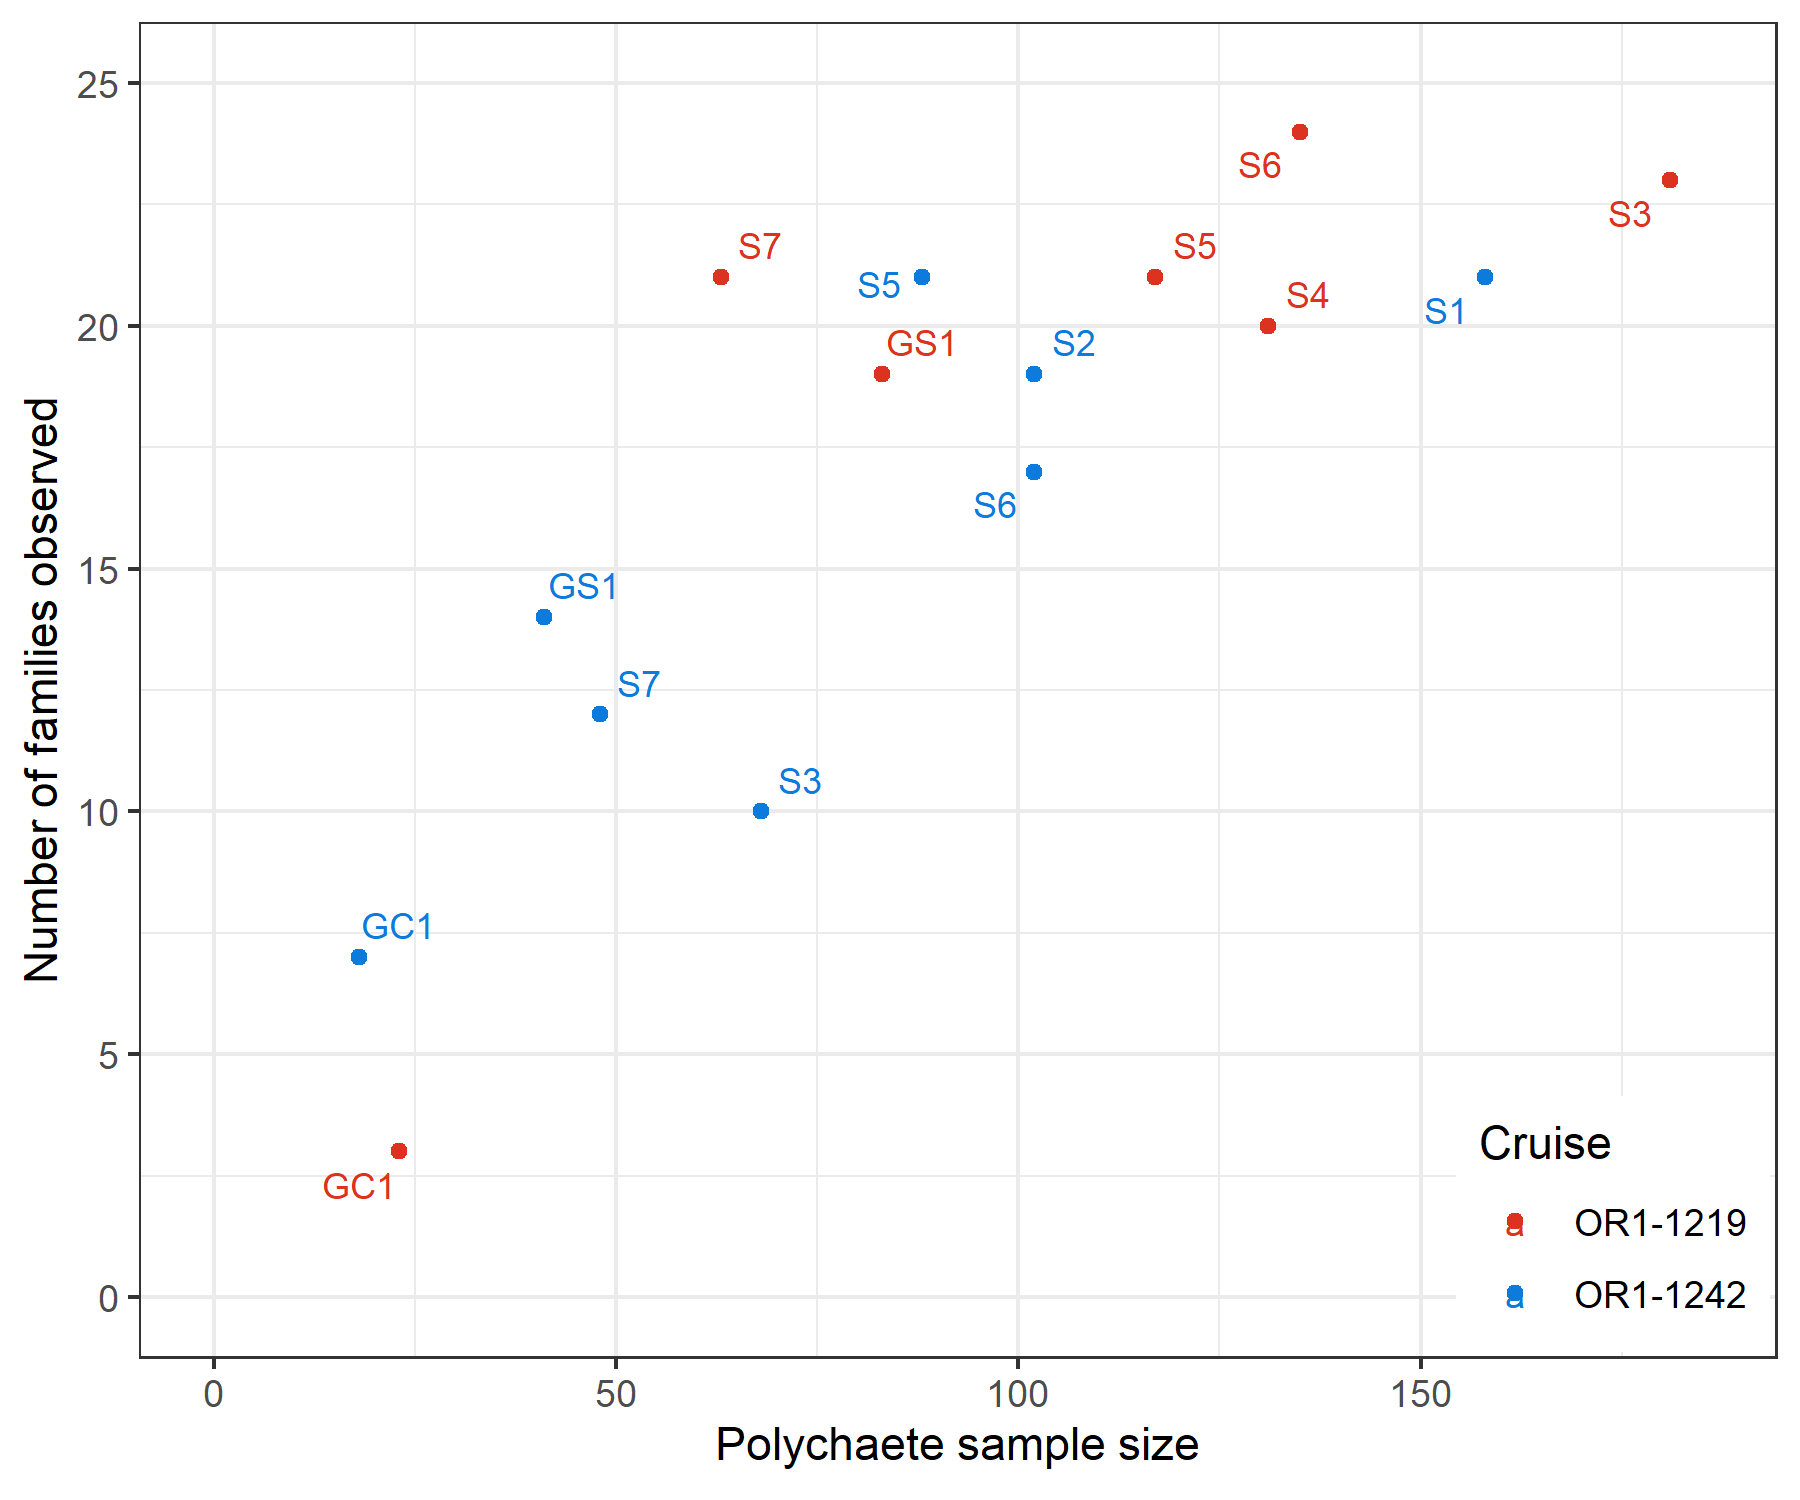 25
S6
S3
S7
S5
S5
S4
S1
20
GS1
S2
S6
15
GS1
S7
S3
10
GC1
5
GC1
0
Number of families observed
Cruise
a OR1-1219
a OR1-1242
0 50 100 150
Polychaete sample size